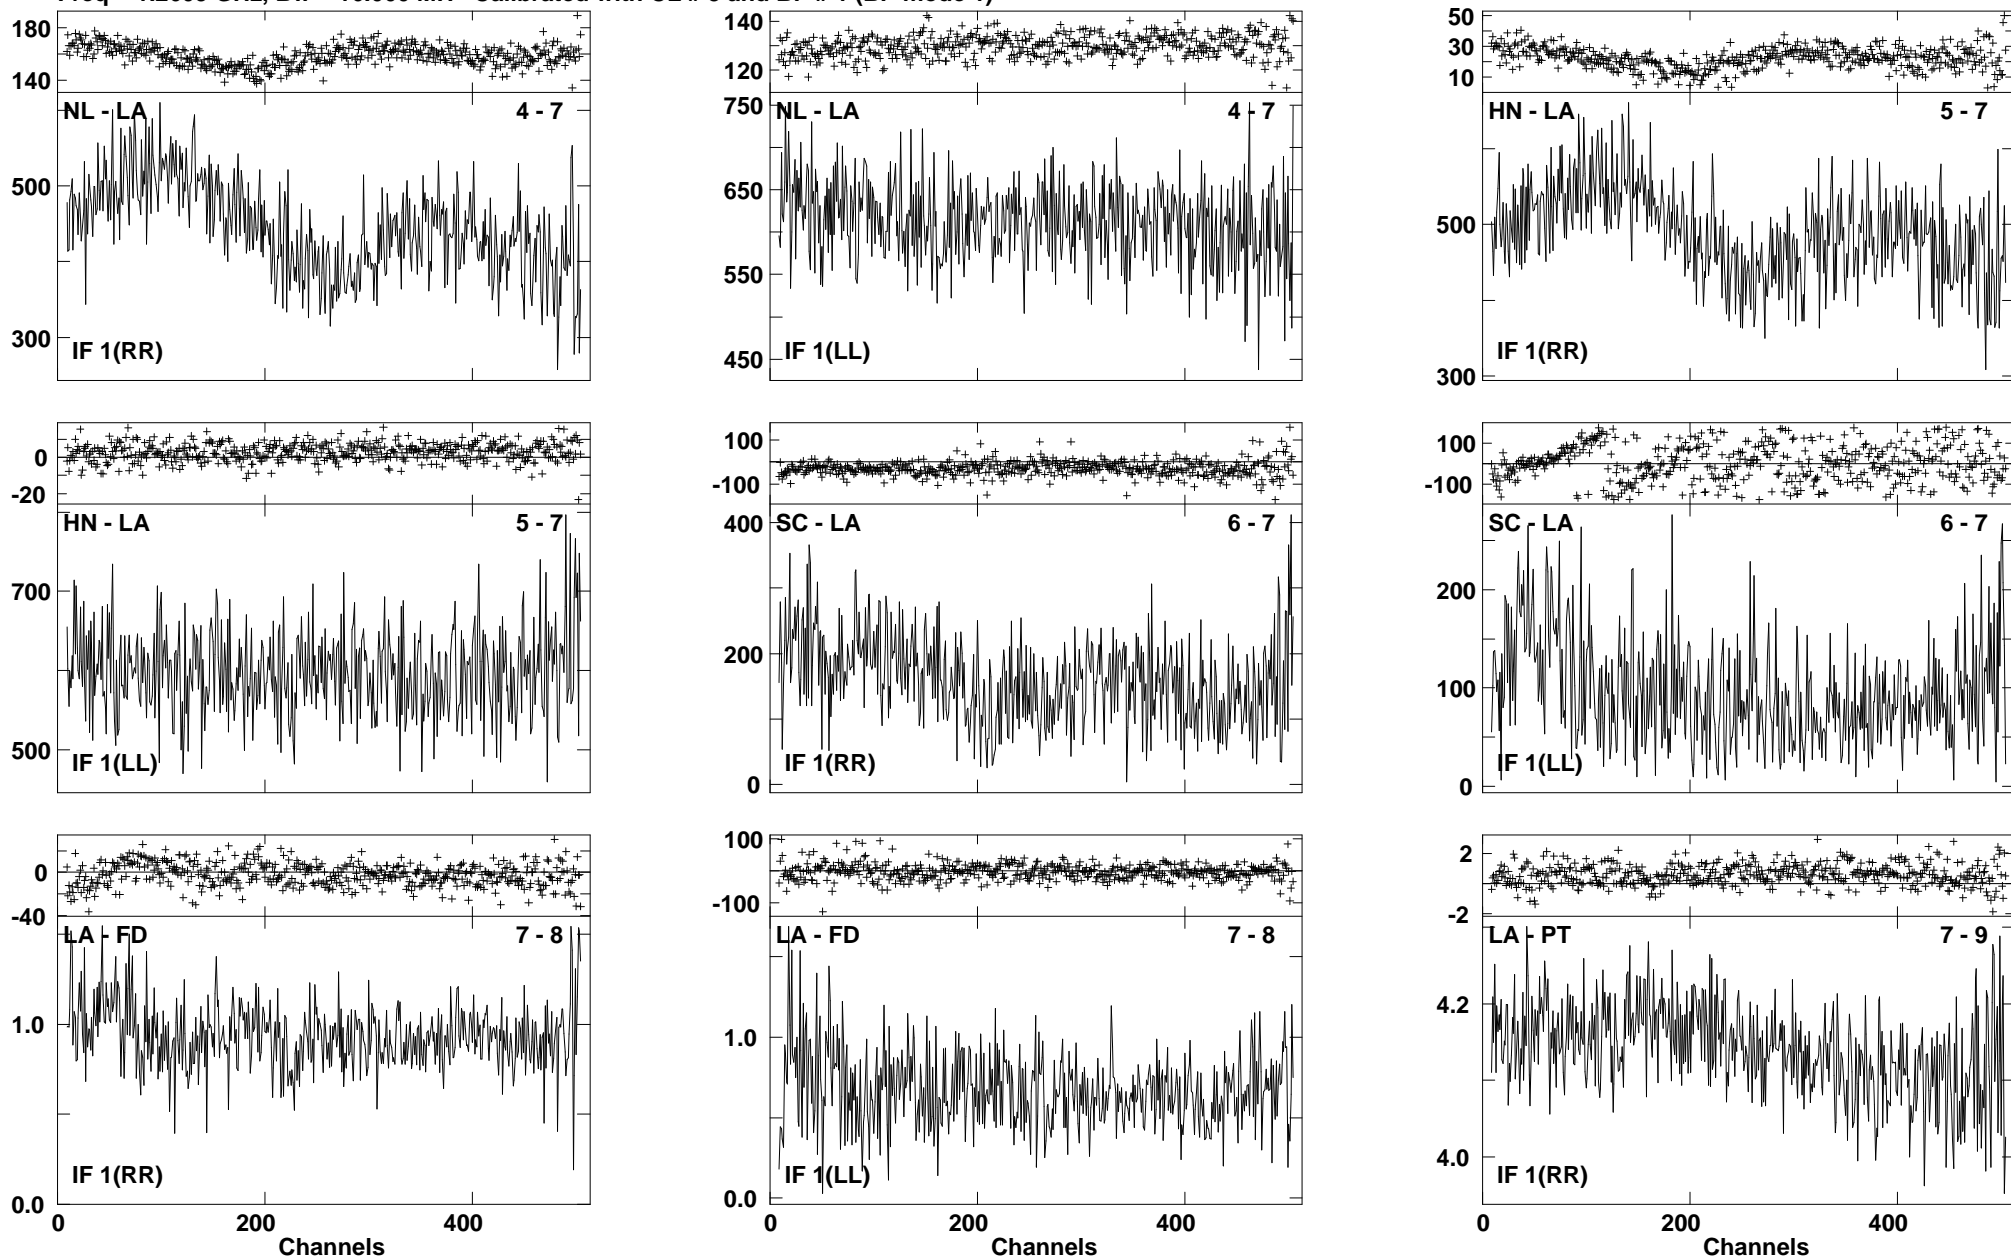 180
140
NL - LA 4 - 7
500
300
IF 1(RR)
140
120
750
NL - LA 4 - 7
650
550
450
IF 1(LL)
50
30
10
HN - LA 5 - 7
500
300
IF 1(RR)
0
-20
HN - LA 5 - 7
700
500
IF 1(LL)
100
-100
400
SC - LA 6 - 7
200
0
IF 1(RR)
100
-100
SC - LA 6 - 7
200
100
0
IF 1(LL)
0
-40
LA - FD 7 - 8
1.0
0.0
IF 1(RR)
0 200 400
Channels
100
-100
LA - FD 7 - 8
1.0
0.0
IF 1(LL)
0 200 400
Channels
2
-2
LA - PT 7 - 9
4.2
4.0
IF 1(RR)
0 200 400
Channels